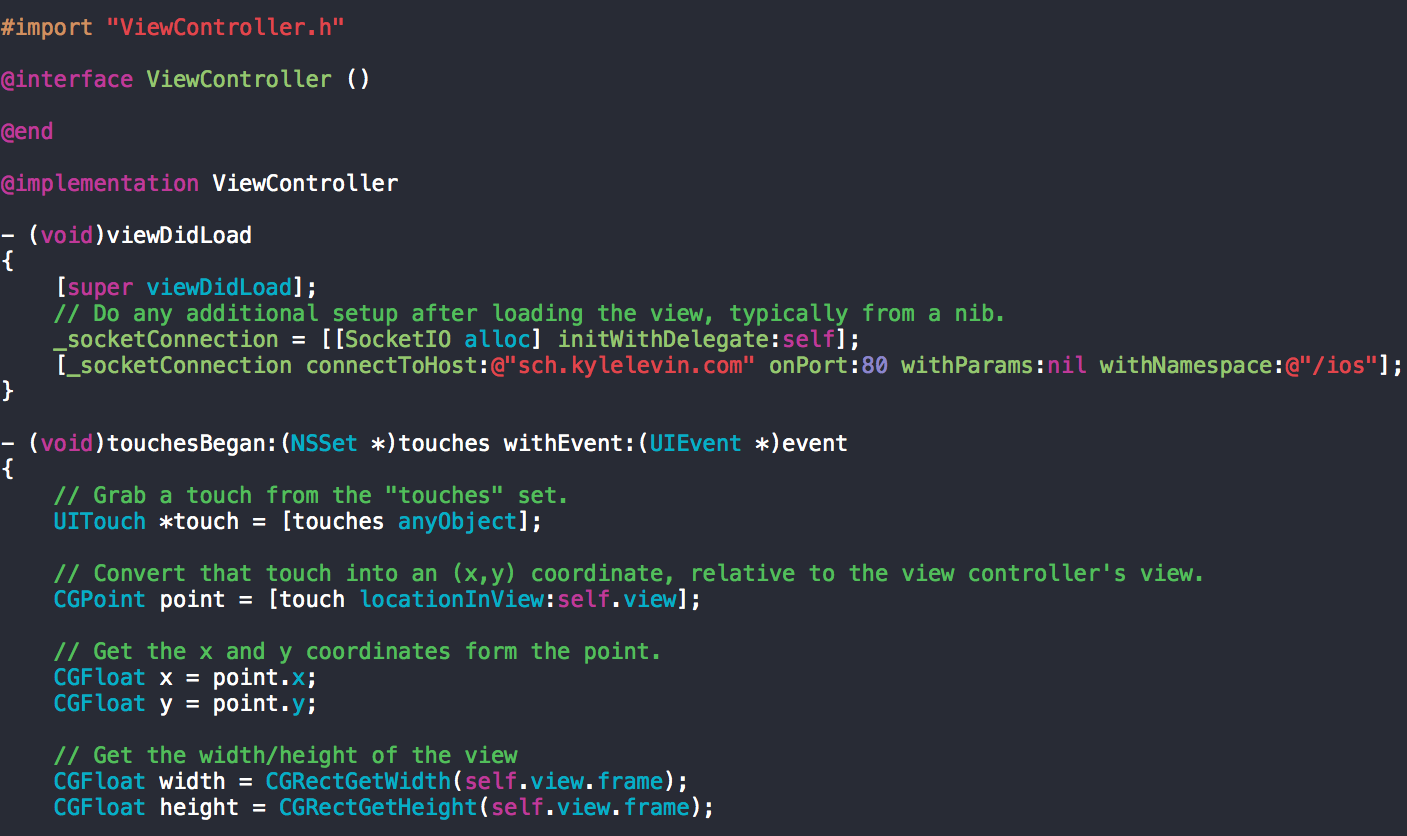 #import "ViewController.h"
@interface ViewController ()
@end
@implementation ViewController
- (void)viewDidLoad
{
[super viewDidLoad];
// Do any additional setup after loading the view, typically from a nib.
_socketConnection = [[SocketIO alloc] initWithDelegate:self];
[_socketConnection connectToHost:@"sch.kylelevin.com" onPort:80 withParams:nil withNamespace:@"/ios"];
}
- (void)touchesBegan:(NSSet *)touches withEvent:(UIEvent *)event
{
// Grab a touch from the "touches" set.
UITouch *touch = [touches anyObject];
// Convert that touch into an (x,y) coordinate, relative to the view controller's view.
CGPoint point = [touch locationInView:self.view];
// Get the x and y coordinates form the point.
CGFloat x = point.x;
CGFloat y = point.y;
// Get the width/height of the view
CGFloat width = CGRectGetWidth(self.view.frame);
CGFloat height = CGRectGetHeight(self.view.frame);